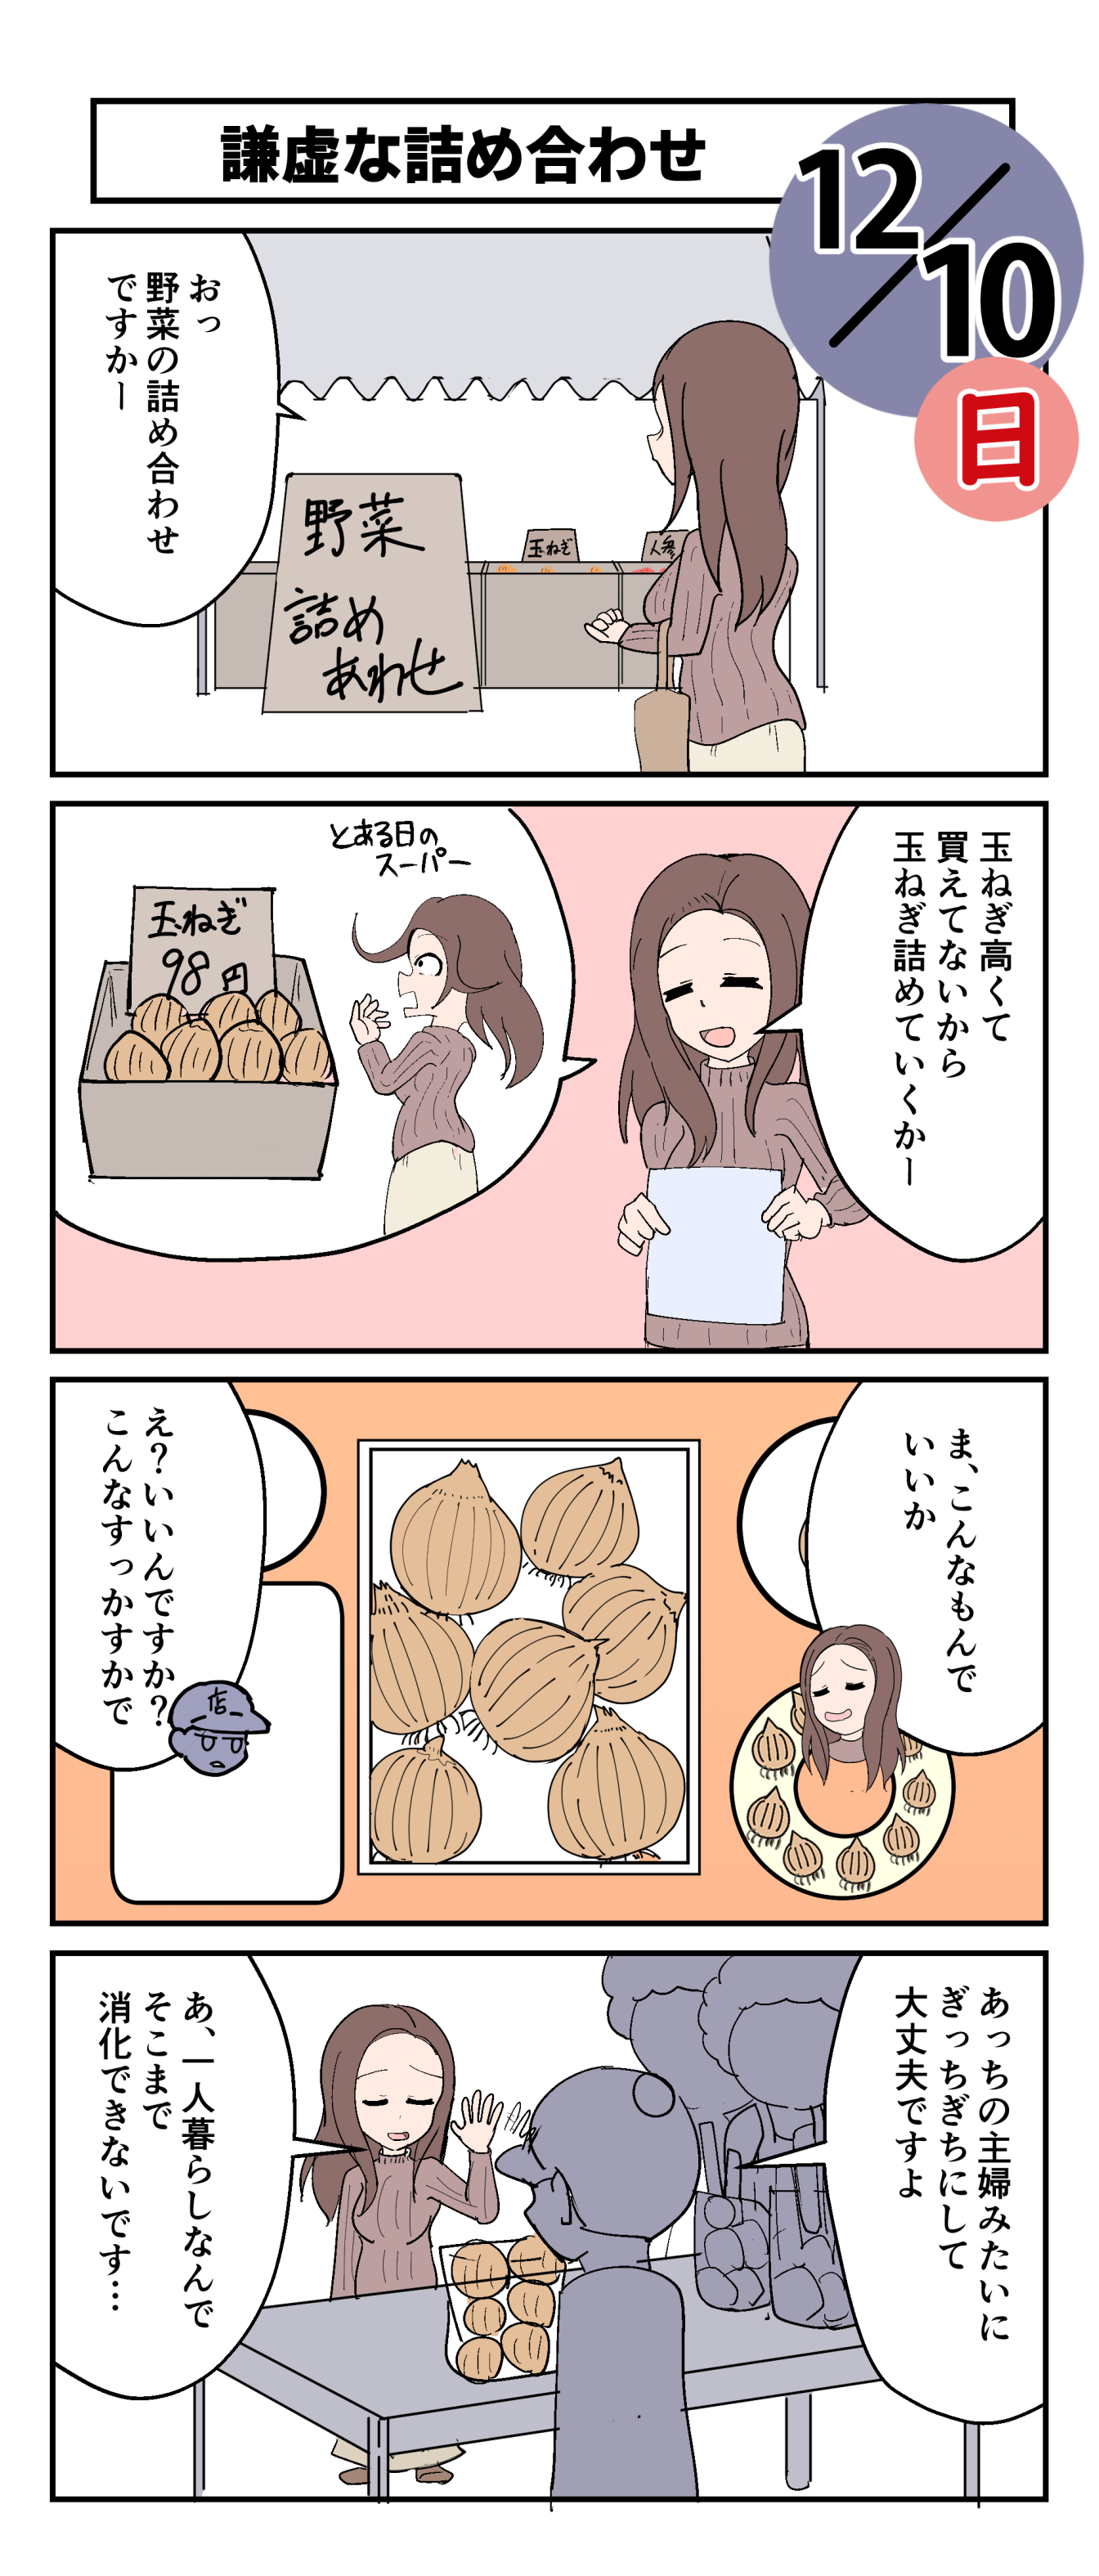 謙虚な詰め合わせ
12/10
日
おっ
野菜の詰め合わせ
ですかー
野菜
詰め
あわせ
玉ねぎ
人参
玉ねぎ高くて
買えてないから
玉ねぎ詰めていくかー
とある日の
スーパー
玉ねぎ
98円
ま、こんなもんで
いいか
え？いいんですか？
こんなすっかすかで
店
あっちの主婦みたいに
ぎっちぎちにして
大丈夫ですよ
あ、一人暮らしなんで
そこまで
消化できないです…